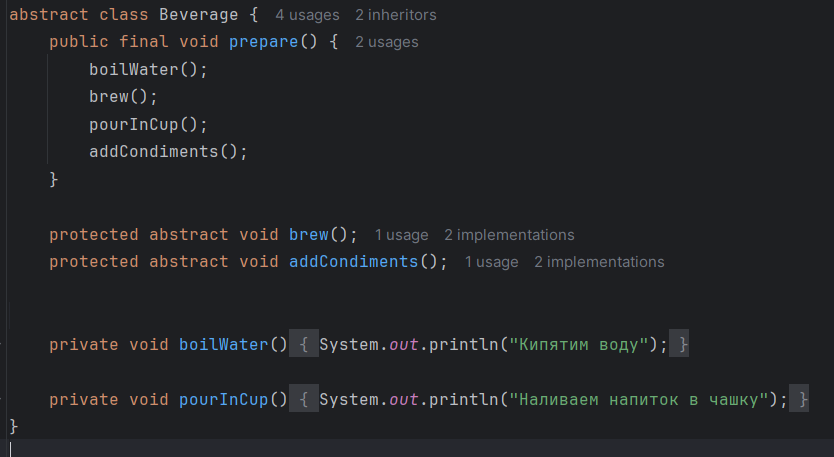 abstract class Beverage { 4 usages 2 inheritors
public final void prepare() { 2 usages
boilWater();
brew();
pourInCup();
addCondiments();
}
protected abstract void brew(); 1 usage 2 implementations
protected abstract void addCondiments(); 1 usage 2 implementations
private void boilWater() { System.out.println("Кипятим воду"); }
private void pourInCup() { System.out.println("Наливаем напиток в чашку"); }
}